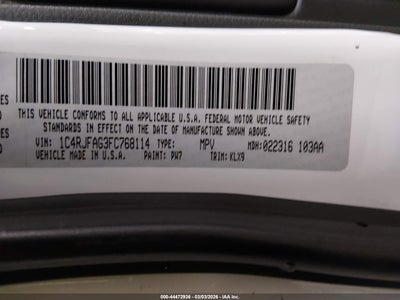 THIS VEHICLE CONFORMS TO ALL APPLICABLE U.S.A. FEDERAL MOTOR VEHICLE SAFETY
STANDARDS IN EFFECT ON THE DATE OF MANUFACTURE SHOWN ABOVE.
VIN: 1C4RJFAG3FC768114 TYPE: MPV MDH:022316 103AA
VEHICLE MADE IN U.S.A. PAINT: PW7 TRIM: KLX9
000-44472936 - 03/03/2026 - IAA Inc.